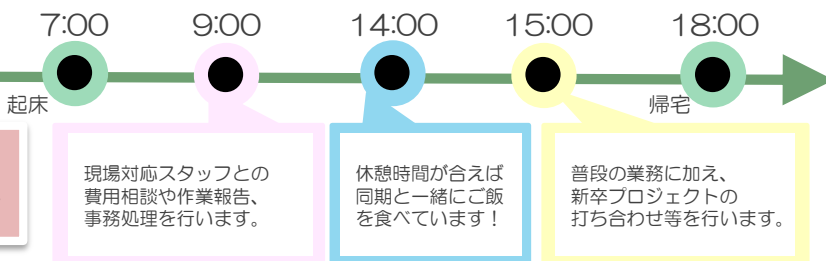 7:00
9:00
14:00
15:00
18:00
起床
帰宅
現場対応スタッフとの
費用相談や作業報告、
事務処理を行います。
休憩時間が合えば
同期と一緒にご飯
を食べています！
普段の業務に加え、
新卒プロジェクトの
打ち合わせ等を行います。